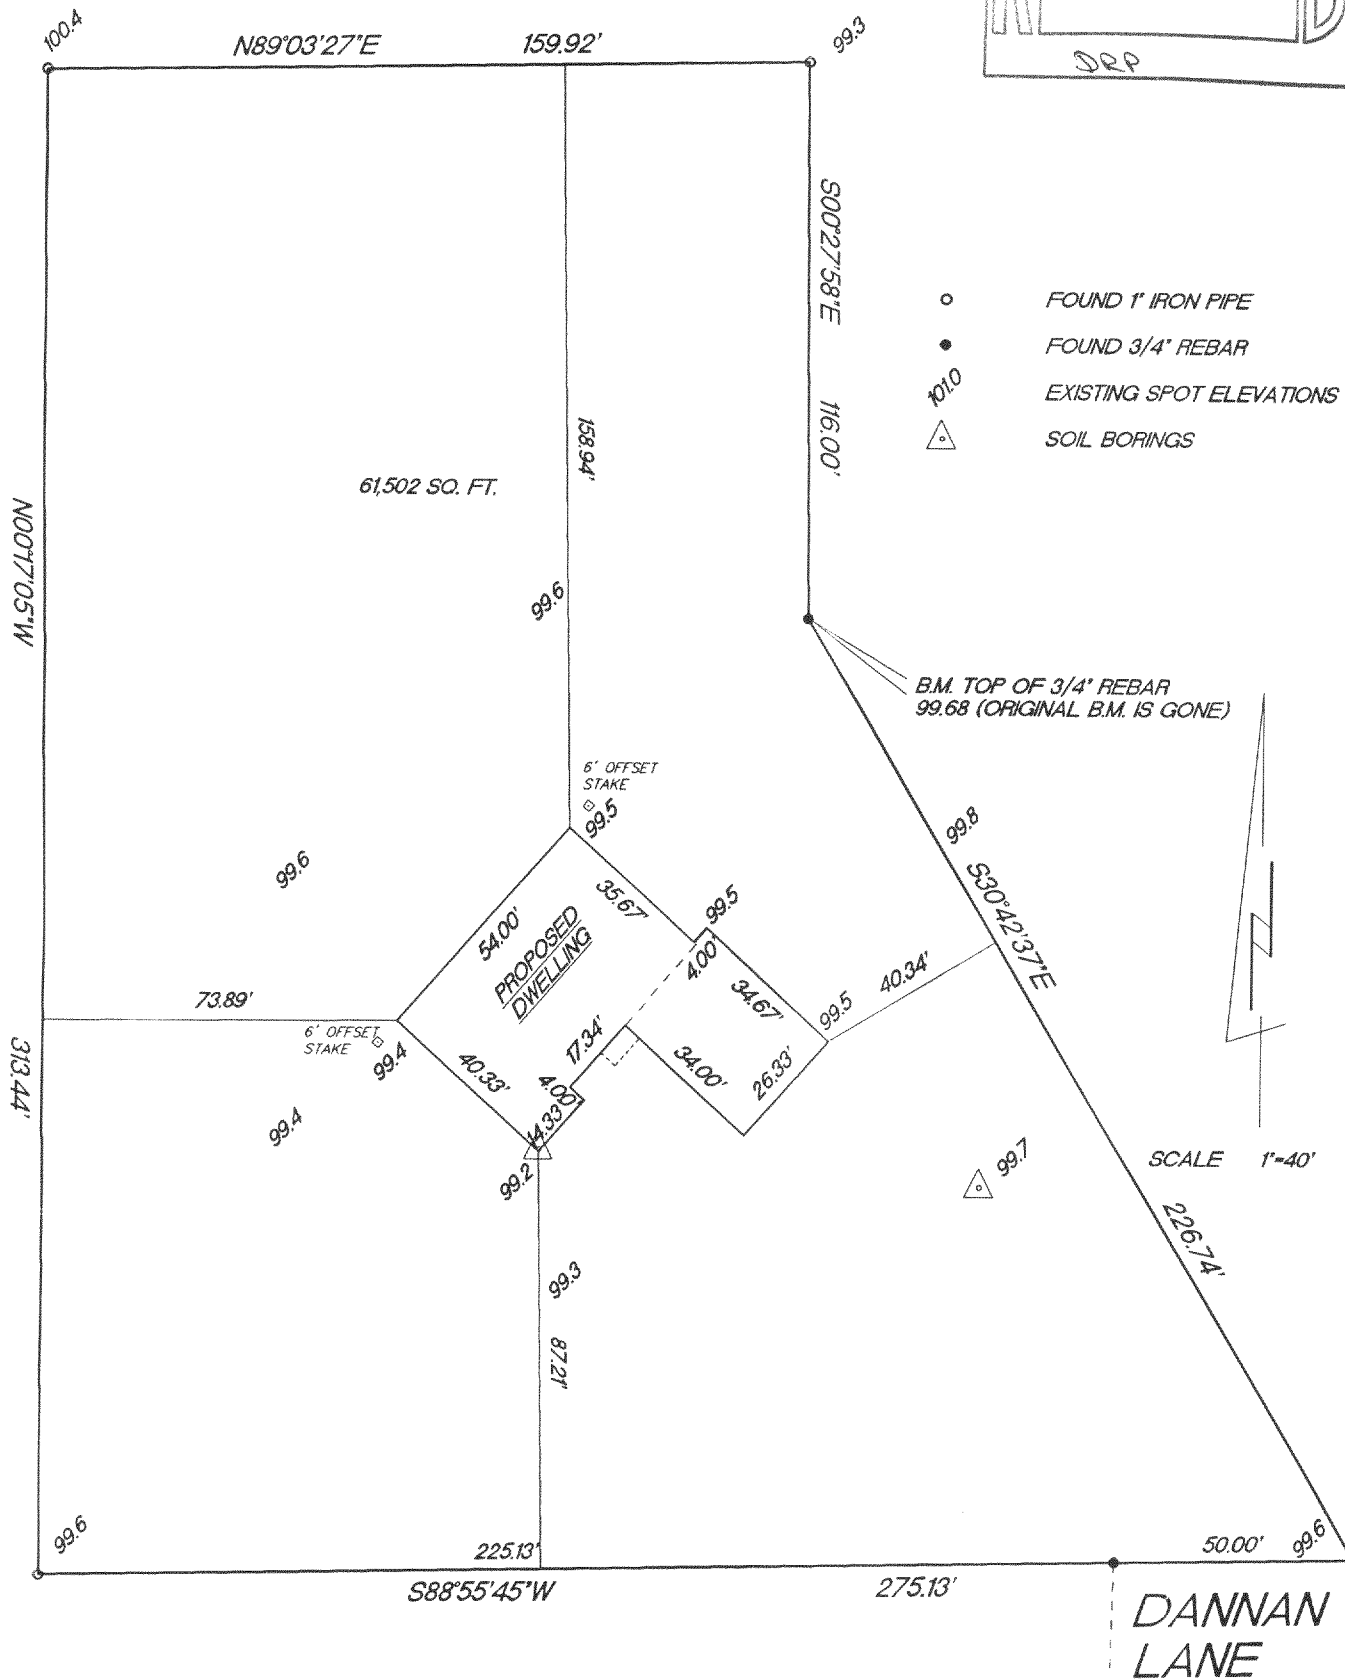 100.4
N89°03'27"E 159.92'
99.3
DRP
S00°27'58"E 116.00'
FOUND 1" IRON PIPE
FOUND 3/4" REBAR
101.0 EXISTING SPOT ELEVATIONS
SOIL BORINGS
158.94'
61,502 SQ. FT.
N00°17'05"W 313.44'
99.6
B.M. TOP OF 3/4" REBAR
99.68 (ORIGINAL B.M. IS GONE)
6' OFFSET
STAKE
99.5
99.8
99.6
S30°42'37"E 226.74'
35.67'
99.5
54.00'
PROPOSED
DWELLING
4.00'
34.67'
40.34'
99.5
73.89'
6' OFFSET
STAKE
99.4
17.34'
40.33'
34.00'
26.33'
4.00'
14.33'
99.4
99.2
99.7
SCALE 1"=40'
99.3
87.21'
99.6
225.13'
50.00'
99.6
S88°55'45"W 275.13'
DANNAN
LANE